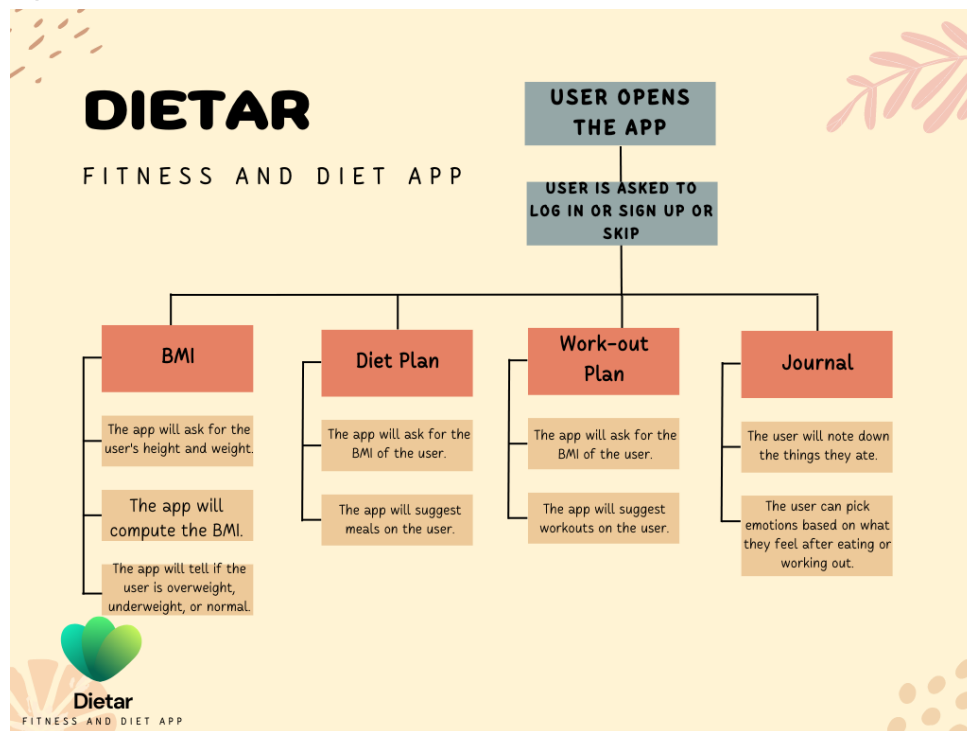 DIETAR
FITNESS AND DIET APP
USER OPENS
THE APP
USER IS ASKED TO
LOG IN OR SIGN UP OR
SKIP
BMI
The app will ask for the
user's height and weight.
The app will
compute the BMI.
The app will tell if the
user is overweight,
underweight, or normal.
Diet Plan
The app will ask for the
BMI of the user.
The app will suggest
meals on the user.
Work-out
Plan
The app will ask for the
BMI of the user.
The app will suggest
workouts on the user.
Journal
The user will note down
the things they ate.
The user can pick
emotions based on what
they feel after eating or
working out.
Dietar
FITNESS AND DIET APP